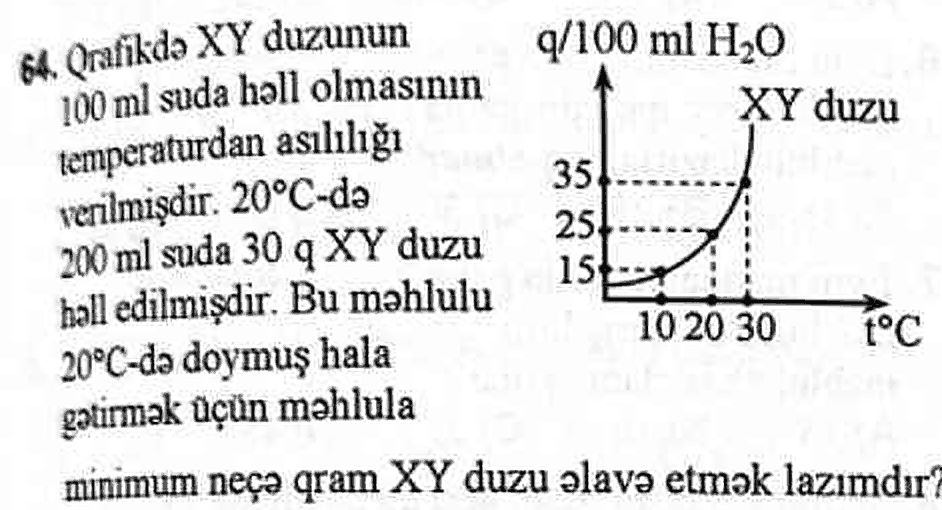 64. Qrafikdə XY duzunun
100 ml suda həll olmasının
temperaturdan asılılığı
verilmişdir. 20°C-də
200 ml suda 30 q XY duzu
həll edilmişdir. Bu məhlulu
20°C-də doymuş hala
gətirmək üçün məhlula
minimum neçə qram XY duzu əlavə etmək lazımdır?
q/100 ml H₂O
XY duzu
35
25
15
10 20 30 t°C